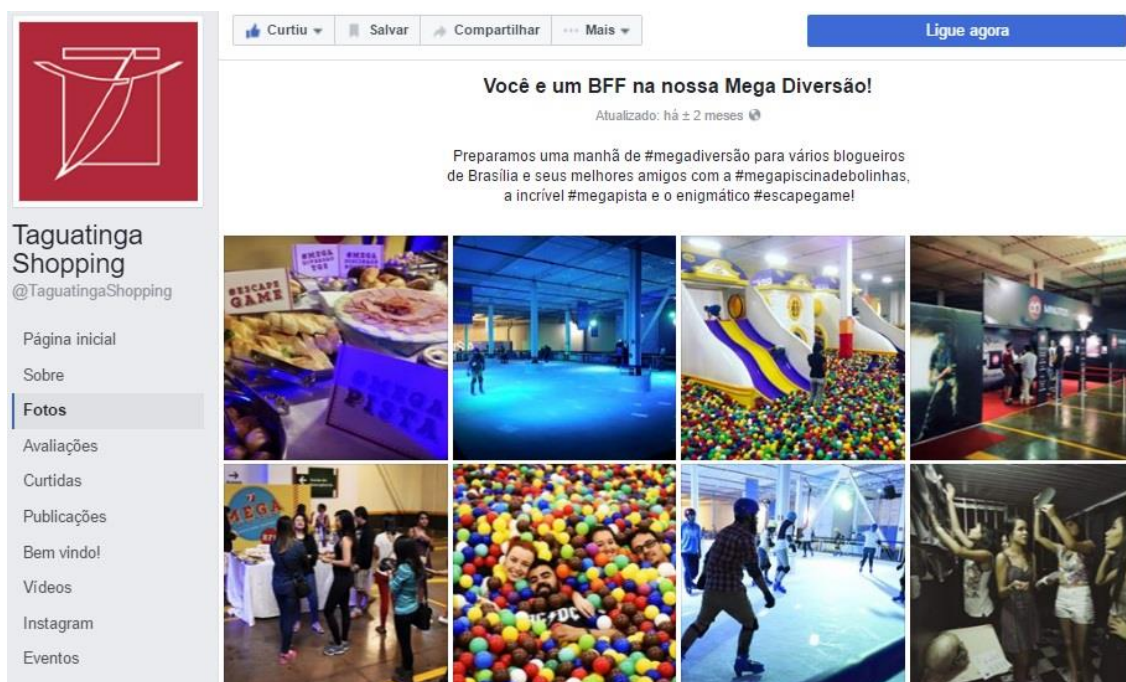 Curtiu
Salvar
Compartilhar
Mais
Ligue agora
Você e um BFF na nossa Mega Diversão!
Atualizado: há ± 2 meses
Preparamos uma manhã de #megadiversão para vários blogueiros
de Brasília e seus melhores amigos com a #megapiscinadebolinhas,
a incrível #megapista e o enigmático #escapegame!
Taguatinga
Shopping
@TaguatingaShopping
Página inicial
Sobre
Fotos
Avaliações
Curtidas
Publicações
Bem vindo!
Vídeos
Instagram
Eventos
#ESCAPE
GAME
#MEGA
PISTA
MEGA
AC/DC